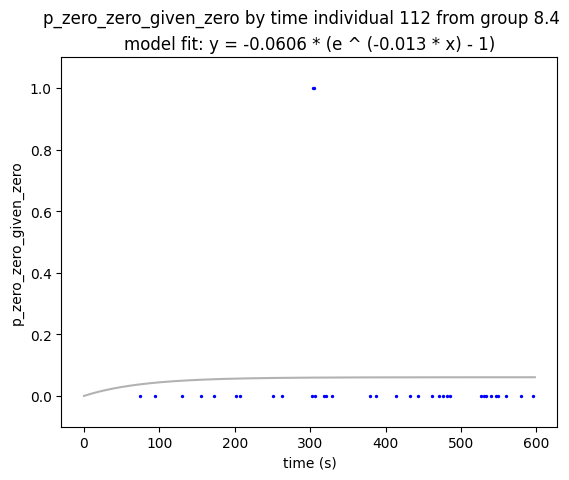 p_zero_zero_given_zero by time individual 112 from group 8.4
model fit: y = -0.0606 * (e ^ (-0.013 * x) - 1)
1.0
0.8
0.6
0.4
0.2
0.0
p_zero_zero_given_zero
0 100 200 300 400 500 600
time (s)